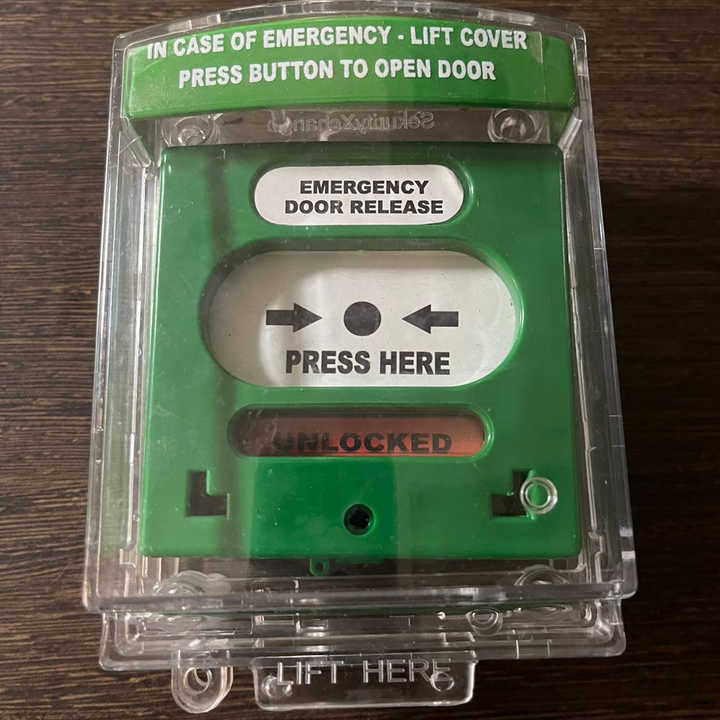 IN CASE OF EMERGENCY - LIFT COVER
PRESS BUTTON TO OPEN DOOR
EMERGENCY
DOOR RELEASE
PRESS HERE
UNLOCKED
LIFT HERE